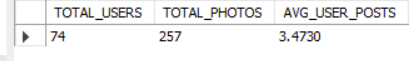 TOTAL_USERS TOTAL_PHOTOS AVG_USER_POSTS
74 257 3.4730